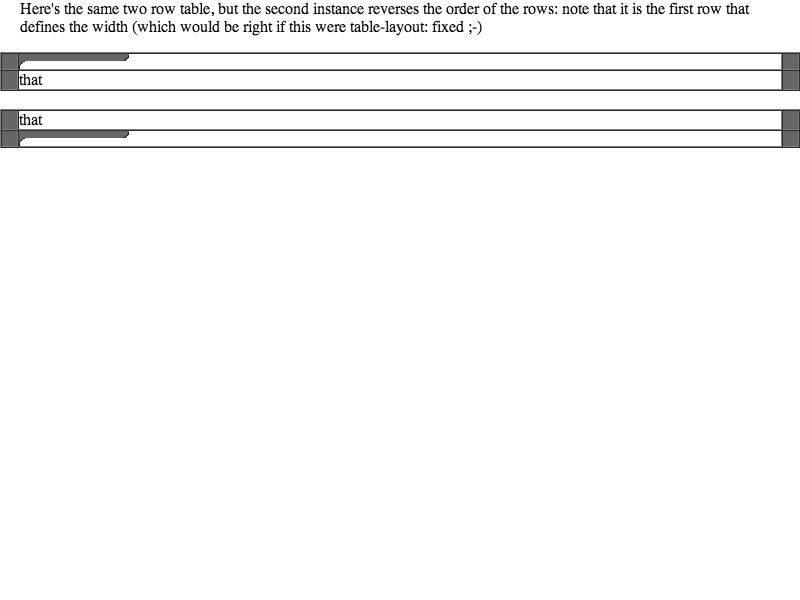 Here's the same two row table, but the second instance reverses the order of the rows: note that it is the first row that
defines the width (which would be right if this were table-layout: fixed ;-)
that
that